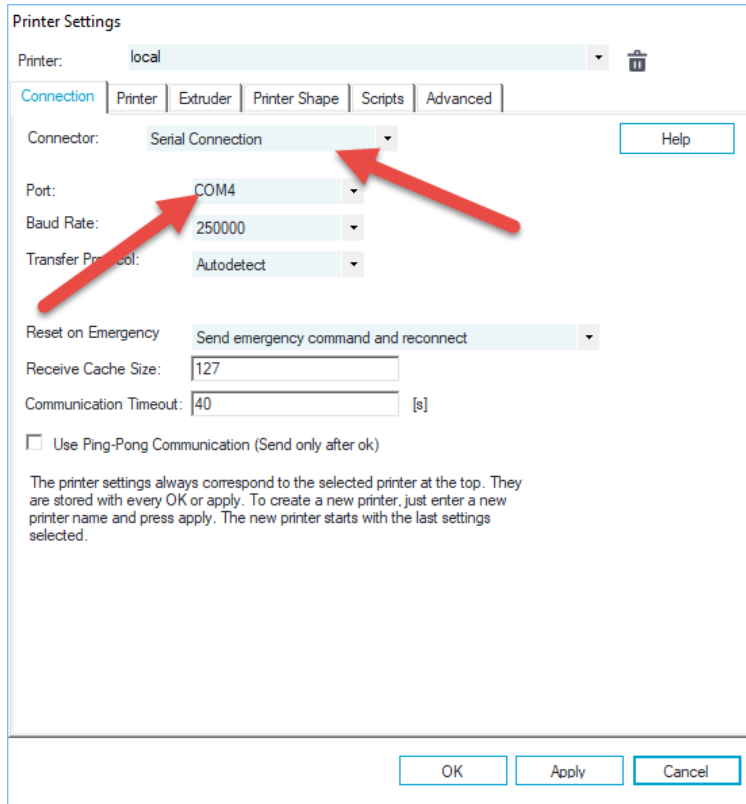 Printer Settings
Printer: local
Connection Printer Extruder Printer Shape Scripts Advanced
Connector: Serial Connection Help
Port: COM4
Baud Rate: 250000
Transfer Protocol: Autodetect
Reset on Emergency Send emergency command and reconnect
Receive Cache Size: 127
Communication Timeout: 40 [s]
Use Ping-Pong Communication (Send only after ok)
The printer settings always correspond to the selected printer at the top. They
are stored with every OK or apply. To create a new printer, just enter a new
printer name and press apply. The new printer starts with the last settings
selected.
OK Apply Cancel